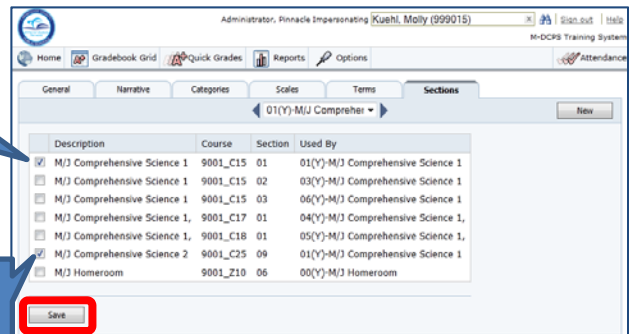 Administrator, Pinnacle Impersonating Kuehl, Molly (999015) x Sign out | Help
M-DCPS Training System
Home Gradebook Grid Quick Grades Reports Options Attendance
General Narrative Categories Scales Terms Sections
01(Y)-M/J Compreher New
Description Course Section Used By
M/J Comprehensive Science 1 9001_C15 01 01(Y)-M/J Comprehensive Science 1
M/J Comprehensive Science 1 9001_C15 02 03(Y)-M/J Comprehensive Science 1
M/J Comprehensive Science 1 9001_C15 03 06(Y)-M/J Comprehensive Science 1
M/J Comprehensive Science 1, 9001_C17 01 04(Y)-M/J Comprehensive Science 1,
M/J Comprehensive Science 1, 9001_C18 01 05(Y)-M/J Comprehensive Science 1,
M/J Comprehensive Science 2 9001_C25 09 01(Y)-M/J Comprehensive Science 1
M/J Homeroom 9001_Z10 06 00(Y)-M/J Homeroom
Save